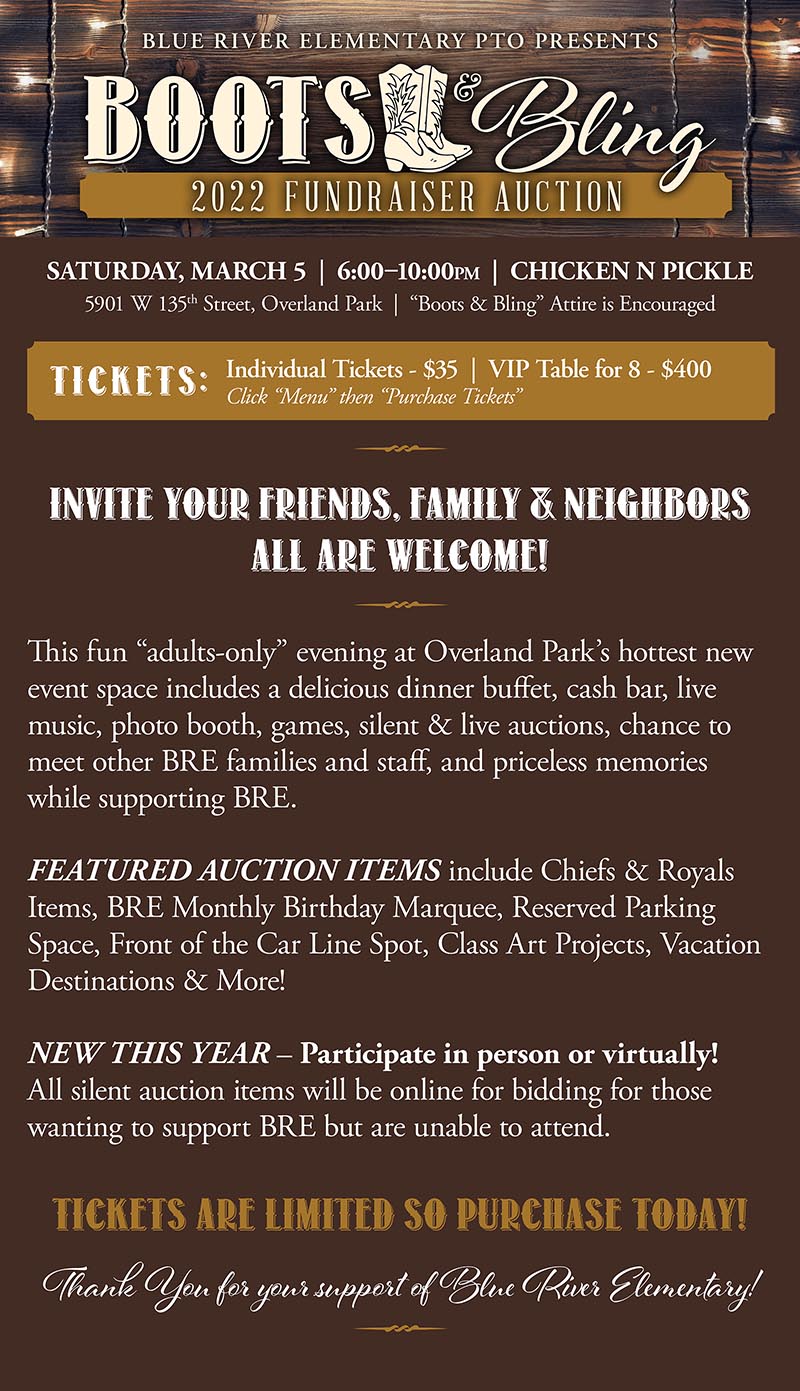 BLUE RIVER ELEMENTARY PTO PRESENTS
BOOTS & Bling
2022 FUNDRAISER AUCTION
SATURDAY, MARCH 5 | 6:00–10:00PM | CHICKEN N PICKLE
5901 W 135th Street, Overland Park | “Boots & Bling” Attire is Encouraged
TICKETS: Individual Tickets - $35 | VIP Table for 8 - $400
Click “Menu” then “Purchase Tickets”
INVITE YOUR FRIENDS, FAMILY & NEIGHBORS
ALL ARE WELCOME!
This fun “adults-only” evening at Overland Park’s hottest new
event space includes a delicious dinner buffet, cash bar, live
music, photo booth, games, silent & live auctions, chance to
meet other BRE families and staff, and priceless memories
while supporting BRE.
FEATURED AUCTION ITEMS include Chiefs & Royals
Items, BRE Monthly Birthday Marquee, Reserved Parking
Space, Front of the Car Line Spot, Class Art Projects, Vacation
Destinations & More!
NEW THIS YEAR – Participate in person or virtually!
All silent auction items will be online for bidding for those
wanting to support BRE but are unable to attend.
TICKETS ARE LIMITED SO PURCHASE TODAY!
Thank You for your support of Blue River Elementary!